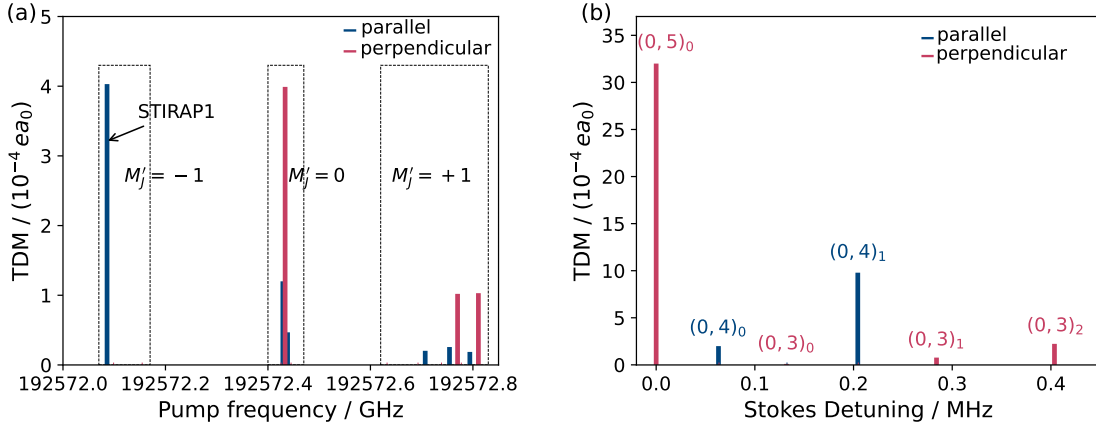 (a)
5
4
3
2
1
0
TDM / (10⁻⁴ ea₀)
parallel
perpendicular
STIRAP1
M′_J = −1
M′_J = 0
M′_J = +1
192572.0
192572.2
192572.4
192572.6
192572.8
Pump frequency / GHz
(b)
35
30
25
20
15
10
5
0
TDM / (10⁻⁴ ea₀)
parallel
perpendicular
(0, 5)₀
(0, 4)₀
(0, 3)₀
(0, 4)₁
(0, 3)₁
(0, 3)₂
0.0
0.1
0.2
0.3
0.4
Stokes Detuning / MHz